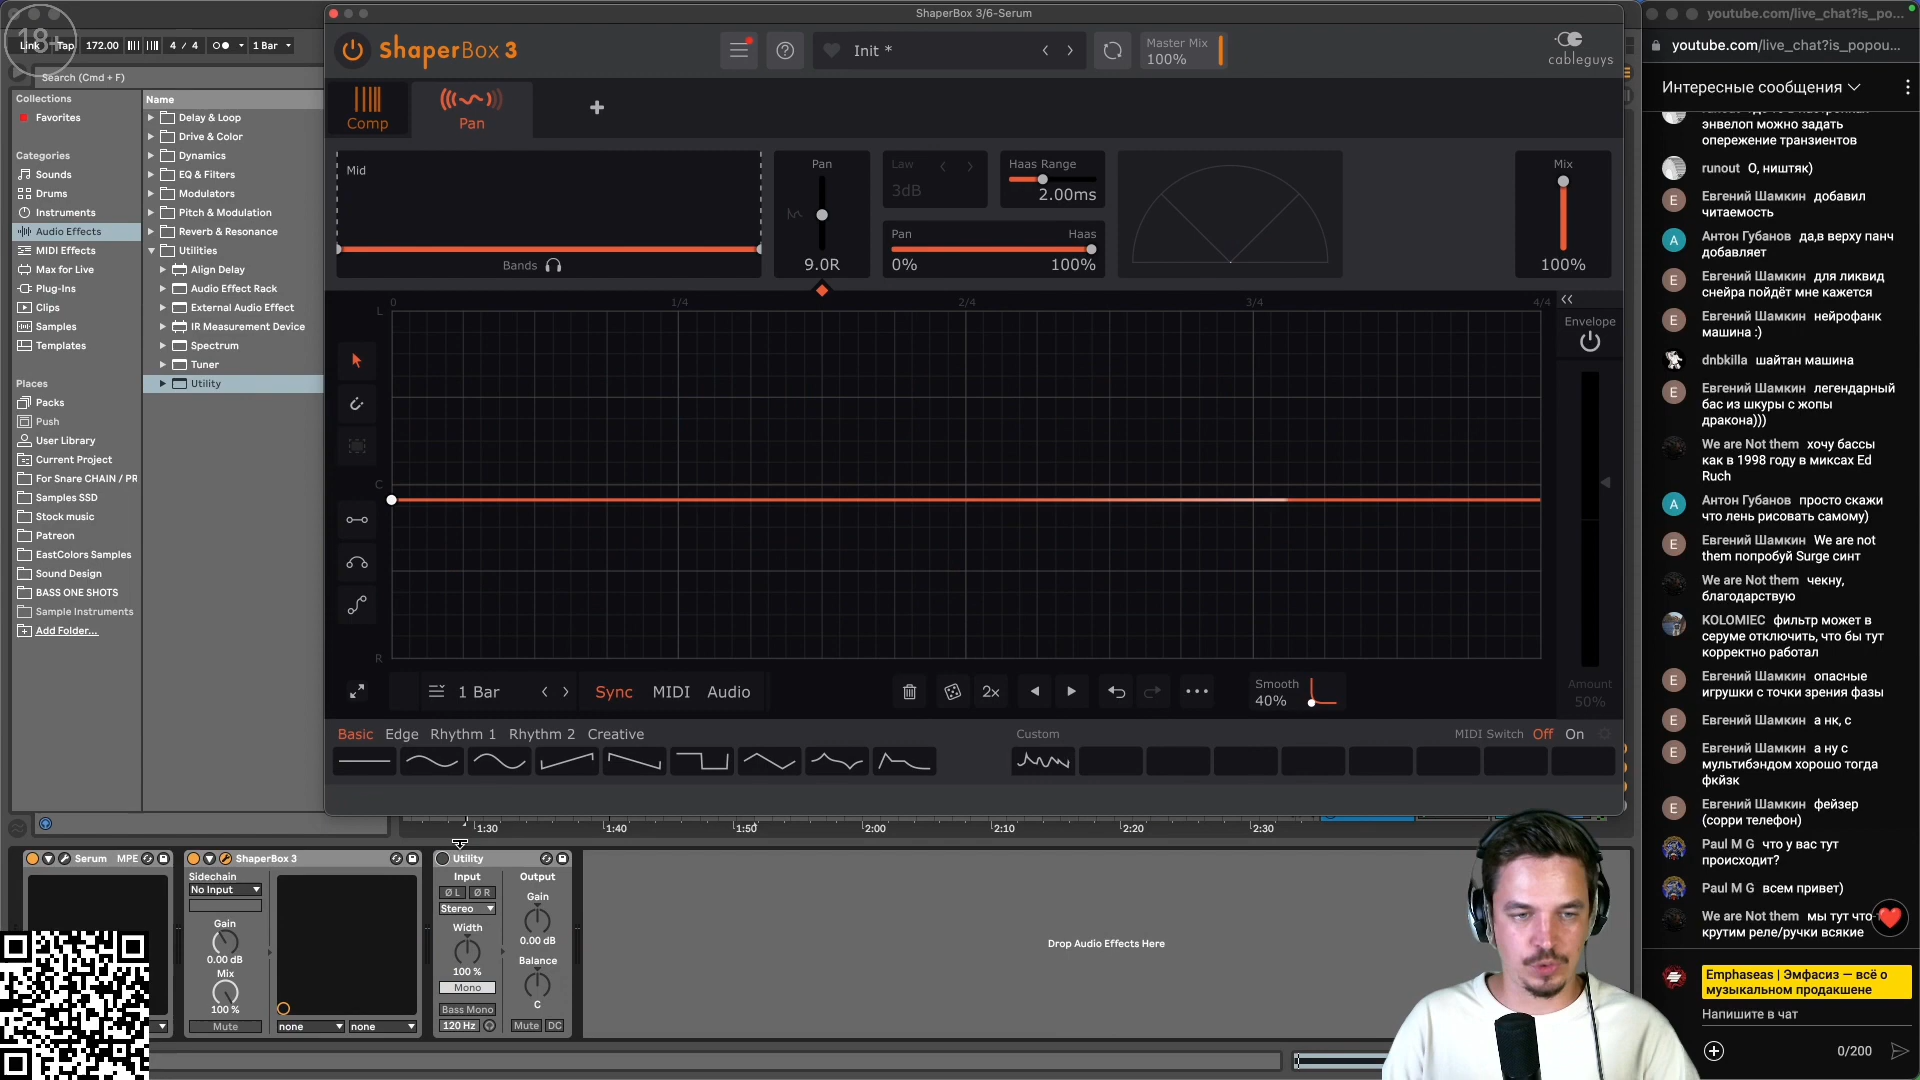 18+
Link
Tap
172.00
4 / 4
1 Bar
Search (Cmd + F)
Collections
Favorites
Categories
Sounds
Drums
Instruments
Audio Effects
MIDI Effects
Max for Live
Plug-Ins
Clips
Samples
Templates
Places
Packs
Push
User Library
Current Project
For Snare CHAIN / PR
Samples SSD
Stock music
Patreon
EastColors Samples
Sound Design
BASS ONE SHOTS
Sample Instruments
Add Folder...
Name
Delay & Loop
Drive & Color
Dynamics
EQ & Filters
Modulators
Pitch & Modulation
Reverb & Resonance
Utilities
Align Delay
Audio Effect Rack
External Audio Effect
IR Measurement Device
Spectrum
Tuner
Utility
ShaperBox 3/6-Serum
ShaperBox 3
Init *
Master Mix
100%
cableguys
Comp
Pan
Mid
Bands
Pan
9.0R
Law
3dB
Haas Range
2.00ms
Pan Haas
0% 100%
Mix
100%
0 1/4 2/4 3/4 4/4
L
C
R
Envelope
Amount
50%
1 Bar
Sync MIDI Audio
2x
Smooth
40%
Basic Edge Rhythm 1 Rhythm 2 Creative
Custom
MIDI Switch Off On
1:30 1:40 1:50 2:00 2:10 2:20 2:30
Serum MPE
ShaperBox 3
Sidechain
No Input
Gain
0.00 dB
Mix
100 %
Mute
none
none
Utility
Input
Ø L Ø R
Stereo
Width
100 %
Mono
Bass Mono
120 Hz
Output
Gain
0.00 dB
Balance
C
Mute DC
Drop Audio Effects Here
youtube.com/live_chat?is_po...
youtube.com/live_chat?is_popou...
Интересные сообщения
энвелоп можно задать
опережение транзиентов
runout О, ништяк)
Евгений Шамкин добавил
читаемость
Антон Губанов да,в верху панч
добавляет
Евгений Шамкин для ликвид
снейра пойдёт мне кажется
Евгений Шамкин нейрофанк
машина :)
dnbkilla шайтан машина
Евгений Шамкин легендарный
бас из шкуры с жопы
дракона)))
We are Not them хочу бассы
как в 1998 году в миксах Ed
Ruch
Антон Губанов просто скажи
что лень рисовать самому)
Евгений Шамкин We are not
them попробуй Surge синт
We are Not them чекну,
благодарствую
KOLOMIEC фильтр может в
серуме отключить, что бы тут
корректно работал
Евгений Шамкин опасные
игрушки с точки зрения фазы
Евгений Шамкин а нк, с
Евгений Шамкин а ну с
мультибэндом хорошо тогда
фкйзк
Евгений Шамкин фейзер
(сорри телефон)
Paul M G что у вас тут
происходит?
Paul M G всем привет)
We are Not them мы тут что
крутим реле/ручки всякие
Emphaseas | Эмфасиз — всё о
музыкальном продакшене
Напишите в чат
0/200